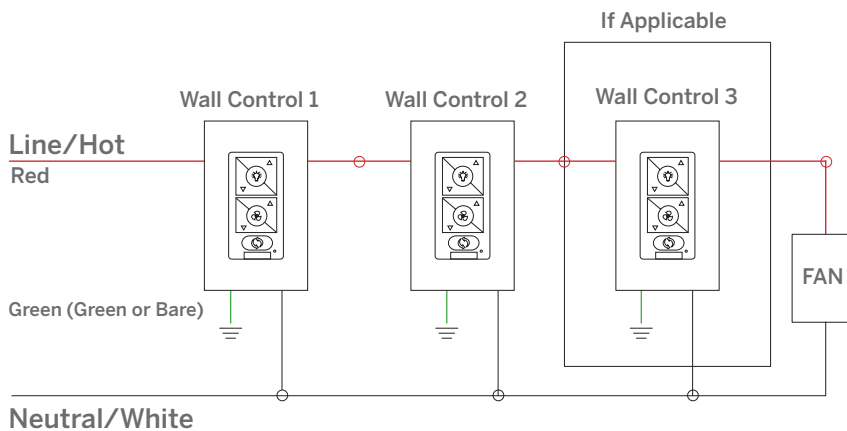 If Applicable
Wall Control 1
Wall Control 2
Wall Control 3
Line/Hot
Red
FAN
Green (Green or Bare)
Neutral/White